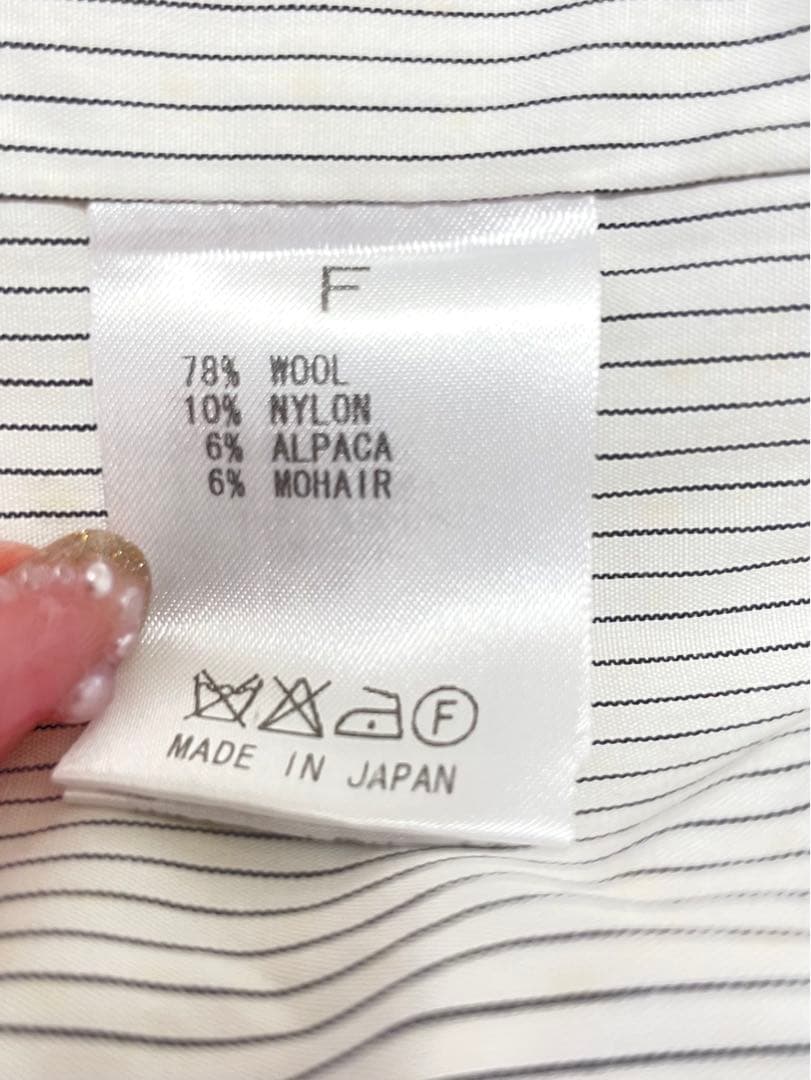 F
78% WOOL
10% NYLON
6% ALPACA
6% MOHAIR
F
MADE IN JAPAN